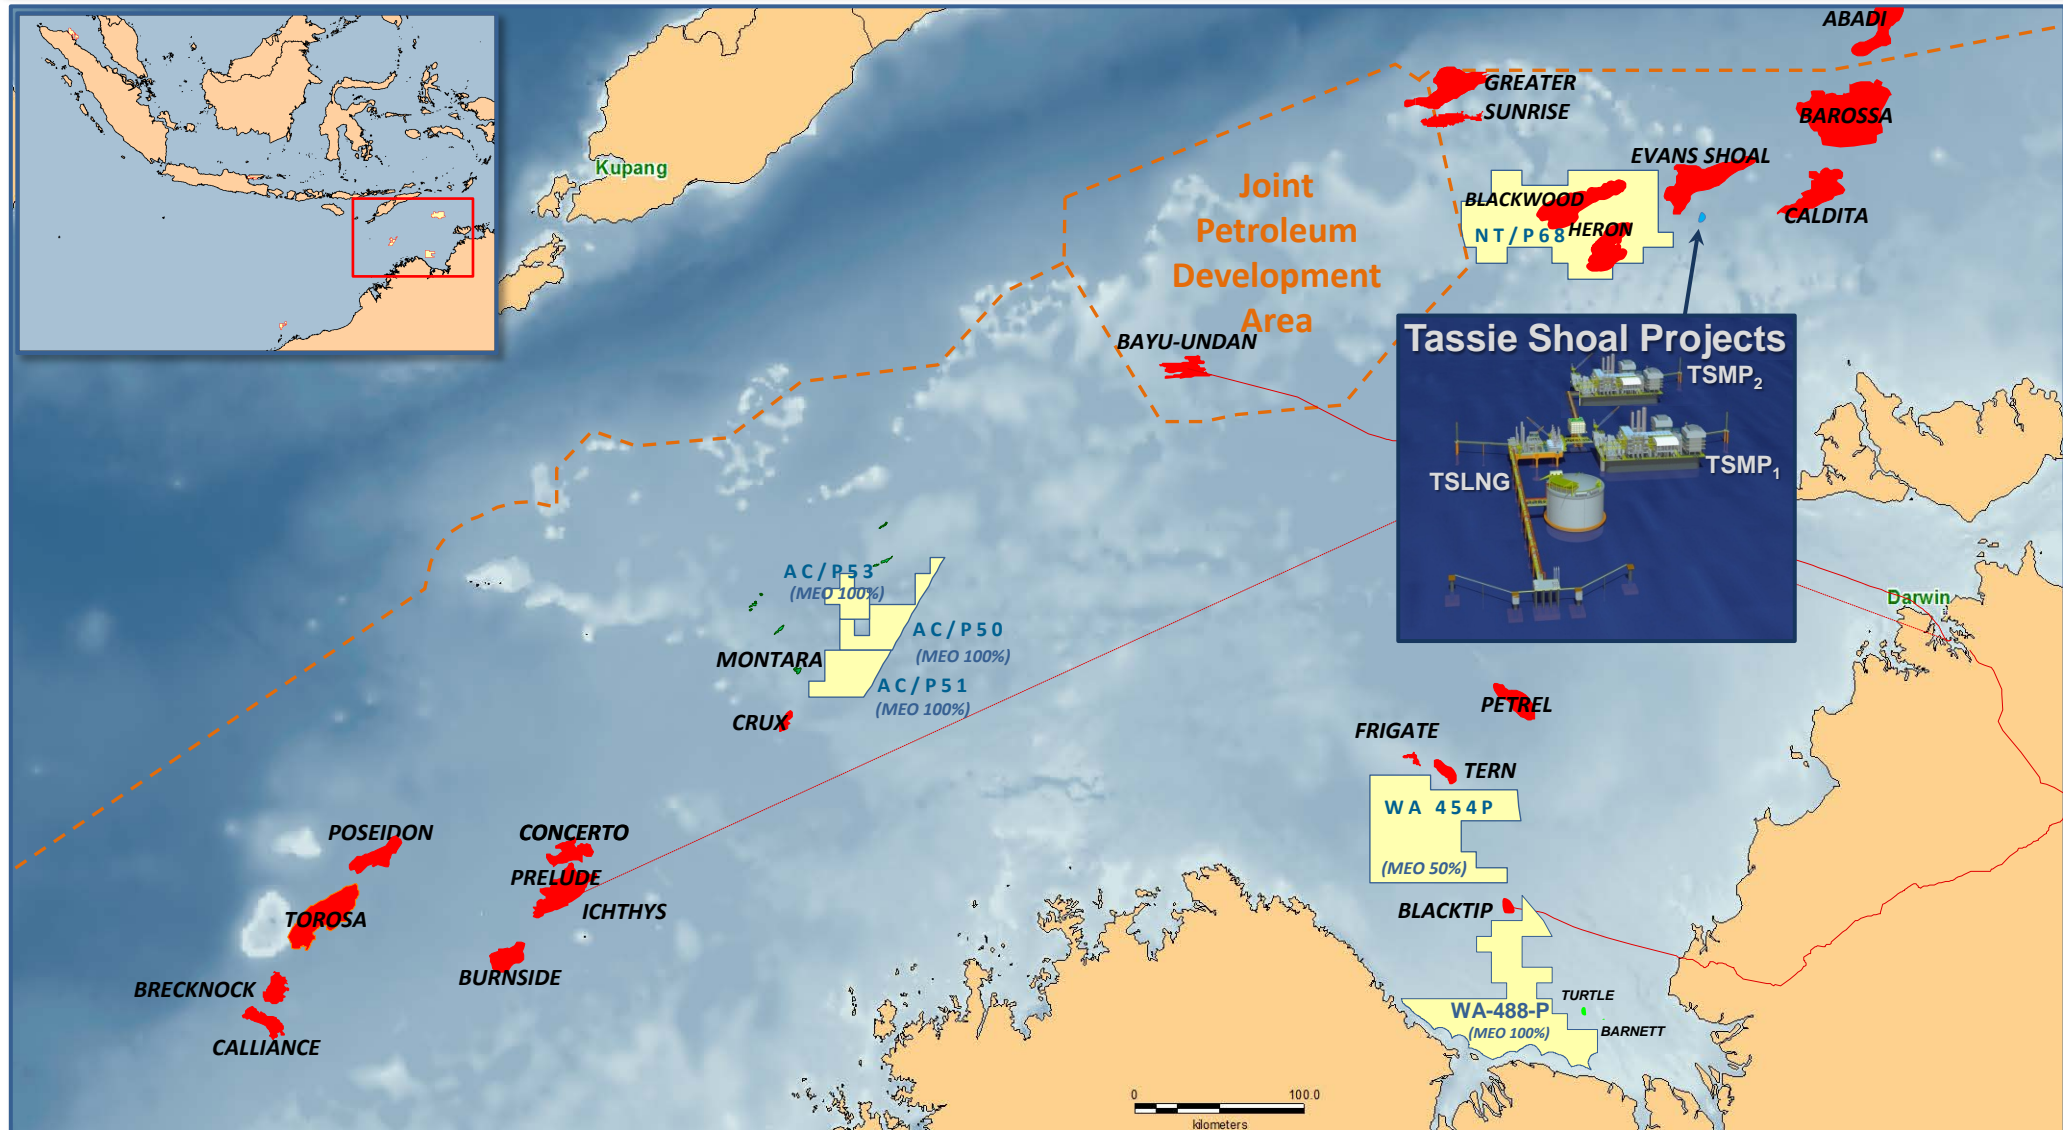 ABADI
GREATER
SUNRISE
BAROSSA
Kupang
EVANS SHOAL
Joint
Petroleum
Development
Area
BLACKWOOD
CALDITA
NT/P68
HERON
BAYU-UNDAN
Tassie Shoal Projects
TSMP2
TSMP1
TSLNG
AC/P53
(MEO 100%)
Darwin
AC/P50
(MEO 100%)
MONTARA
AC/P51
(MEO 100%)
CRUX
PETREL
FRIGATE
TERN
WA 454P
(MEO 50%)
POSEIDON
CONCERTO
PRELUDE
ICHTHYS
TOROSA
BLACKTIP
BURNSIDE
BRECKNOCK
CALLIANCE
TURTLE
WA-488-P
(MEO 100%)
BARNETT
0 100.0
kilometers